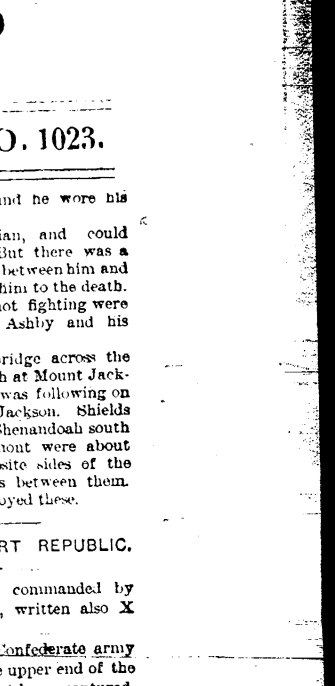 O. 1023.
and he wore his
ian, and could
But there was a
between him and
him to the death.
not fighting were
Ashby and his
ridge across the
h at Mount Jack-
was following on
Jackson. Shields
Shenandoah south
mont were about
site sides of the
s between them.
oyed these.
RT REPUBLIC.
commanded by
, written also X
Confederate army
e upper end of the